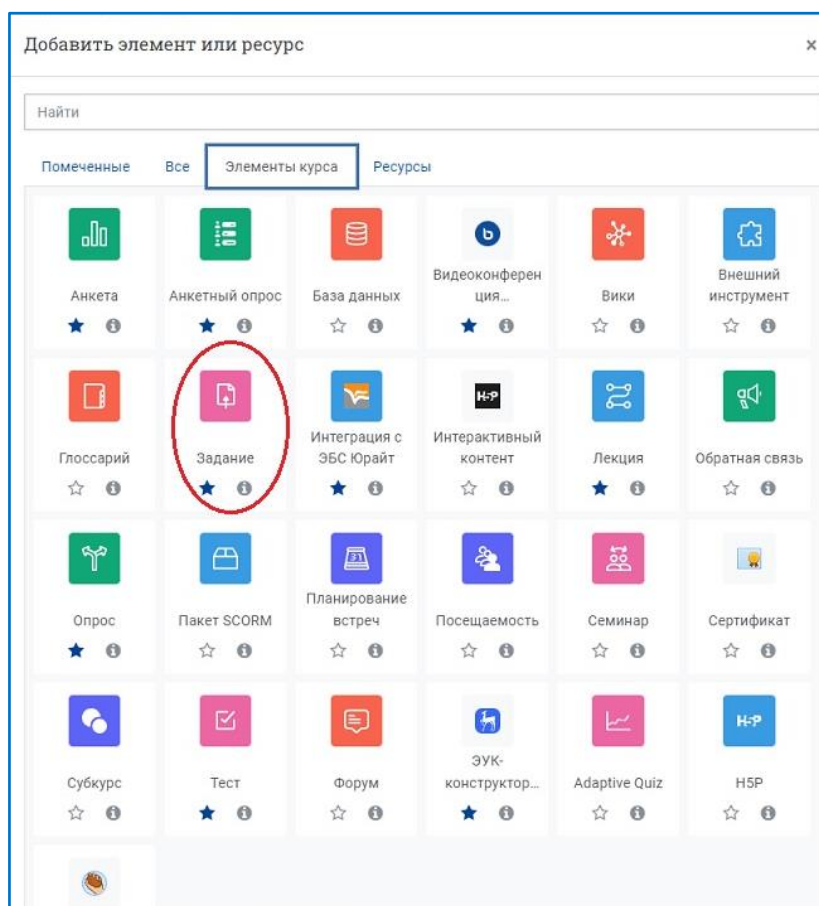 Добавить элемент или ресурс
×
Найти
Помеченные Все Элементы курса Ресурсы
31
Видеоконферен Внешний
Анкета Анкетный опрос База данных ция... Вики инструмент
H-P
Интеграция с Интерактивный
Глоссарий Задание ЭБС Юрайт контент Лекция Обратная связь
Планирование
Опрос Пакет SCORM встреч Посещаемость Семинар Сертификат
H-P
ЭУК-
Субкурс Тест Форум конструктор... Adaptive Quiz H5P